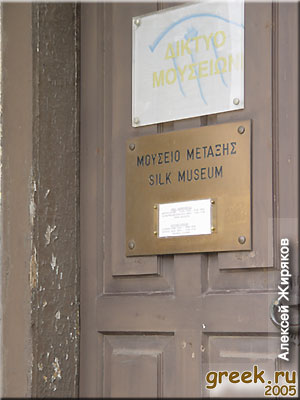 ΔΙΚΤΥΟ
ΜΟΥΣΕΙΩΝ
ΜΟΥΣΕΙΟ ΜΕΤΑΞΗΣ
SILK MUSEUM
Алексей Жиряков
greek.ru
2005